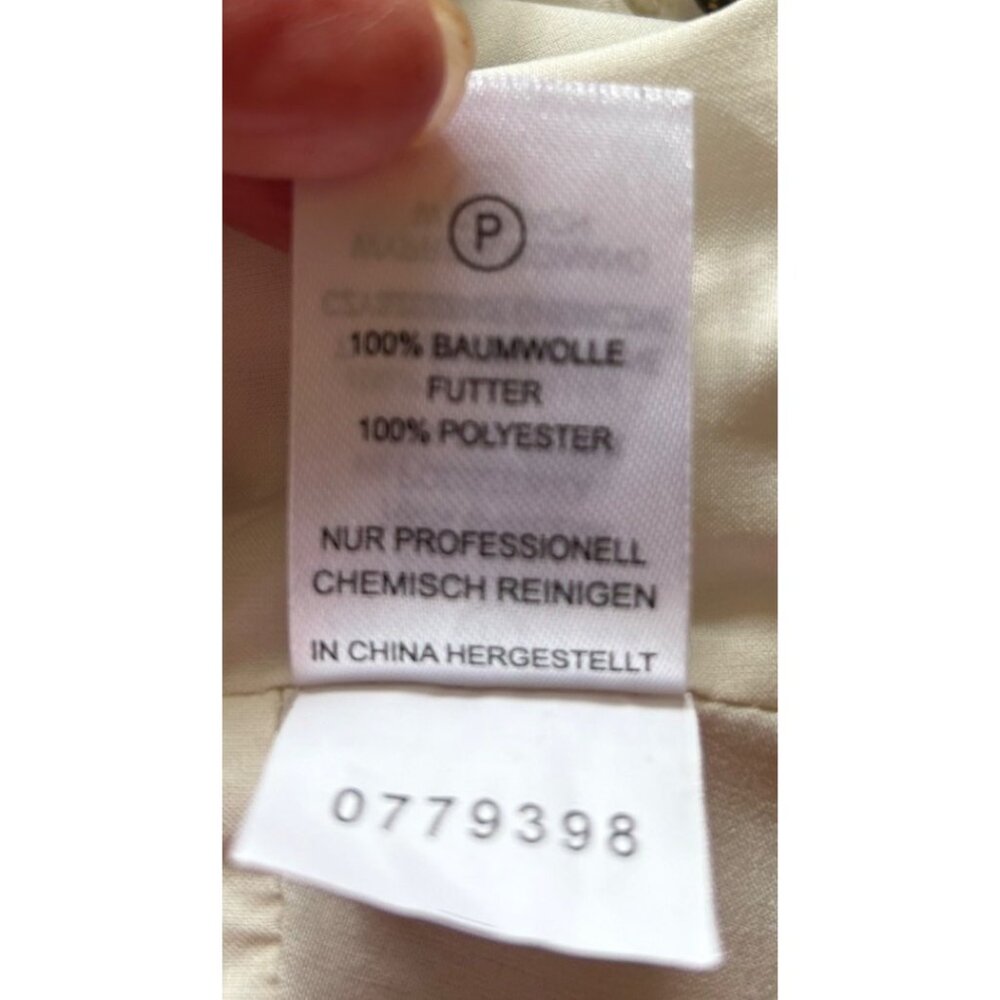 P
100% BAUMWOLLE
FUTTER
100% POLYESTER
NUR PROFESSIONELL
CHEMISCH REINIGEN
IN CHINA HERGESTELLT
0779398